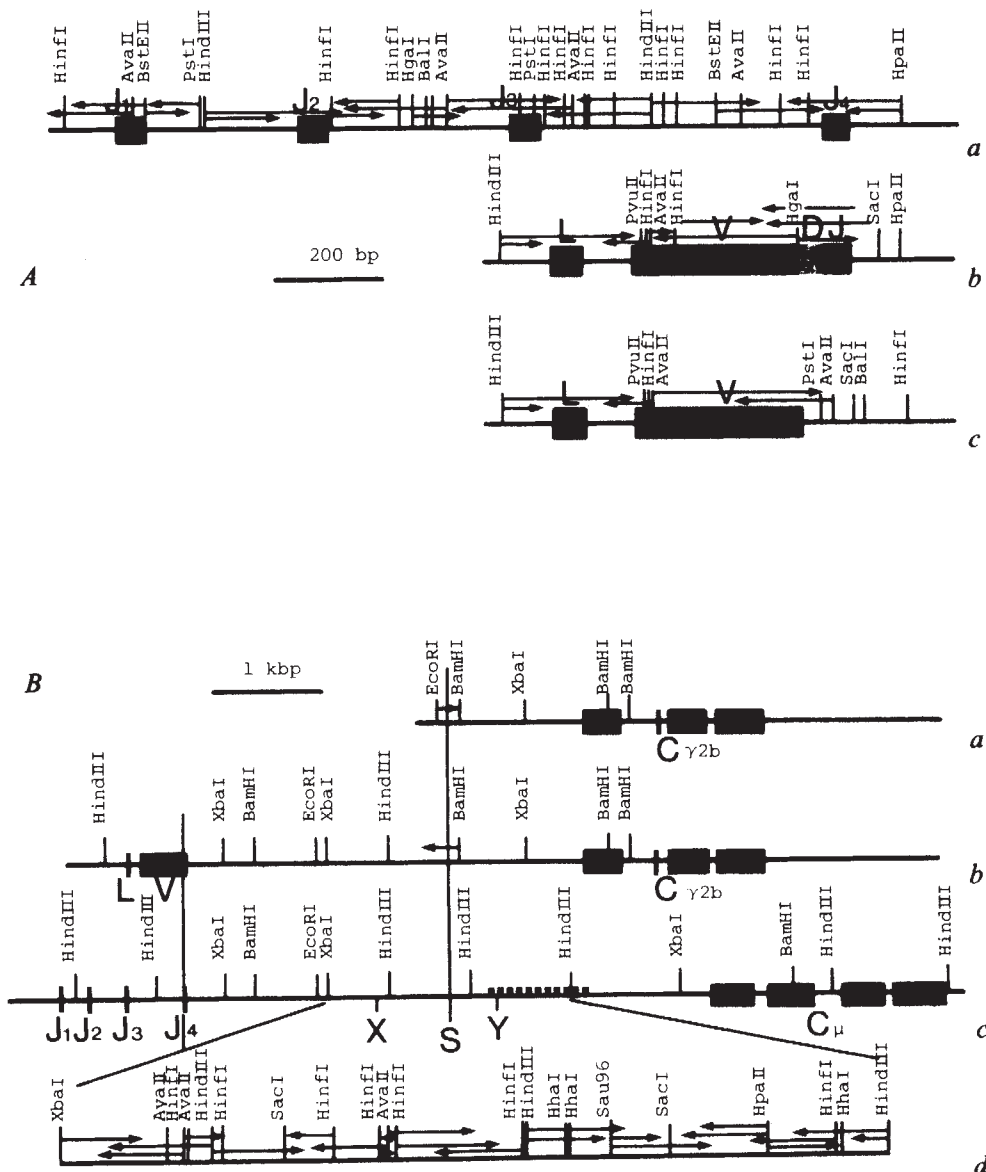 HinfI AvaII BstEII PstI HindIII HinfI HinfI HgaI BalI AvaII HinfI PstI HinfI HinfI AvaII HinfI HinfI HindIII HinfI HinfI BstEII AvaII HinfI HinfI HpaII
J1 J2 J3 J4
a
HindIII PvuII HinfI AvaII HinfI HgaI SacI HpaII
L V D J
A
200 bp
b
HindIII PvuII HinfI AvaII PstI AvaII SacI BalI HinfI
L V
c
B
1 kbp
EcoRI BamHI XbaI BamHI BamHI
a
C γ2b
HindIII XbaI BamHI EcoRI XbaI HindIII BamHI XbaI BamHI BamHI
b
L V C γ2b
HindIII HindIII XbaI BamHI EcoRI XbaI HindIII HindIII HindIII XbaI BamHI HindIII HindIII
J1 J2 J3 J4 X S Y C μ
c
XbaI AvaII HinfI AvaII HindIII HinfI SacI HinfI HinfI AvaII HinfI HinfI HindIII HhaI HhaI Sau96 SacI HpaII HinfI HhaI HindIII
d